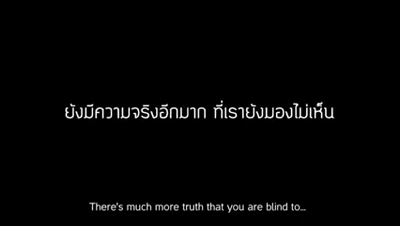 ยังมีความจริงอีกมาก ที่เรายังมองไม่เห็น
There's much more truth that you are blind to...